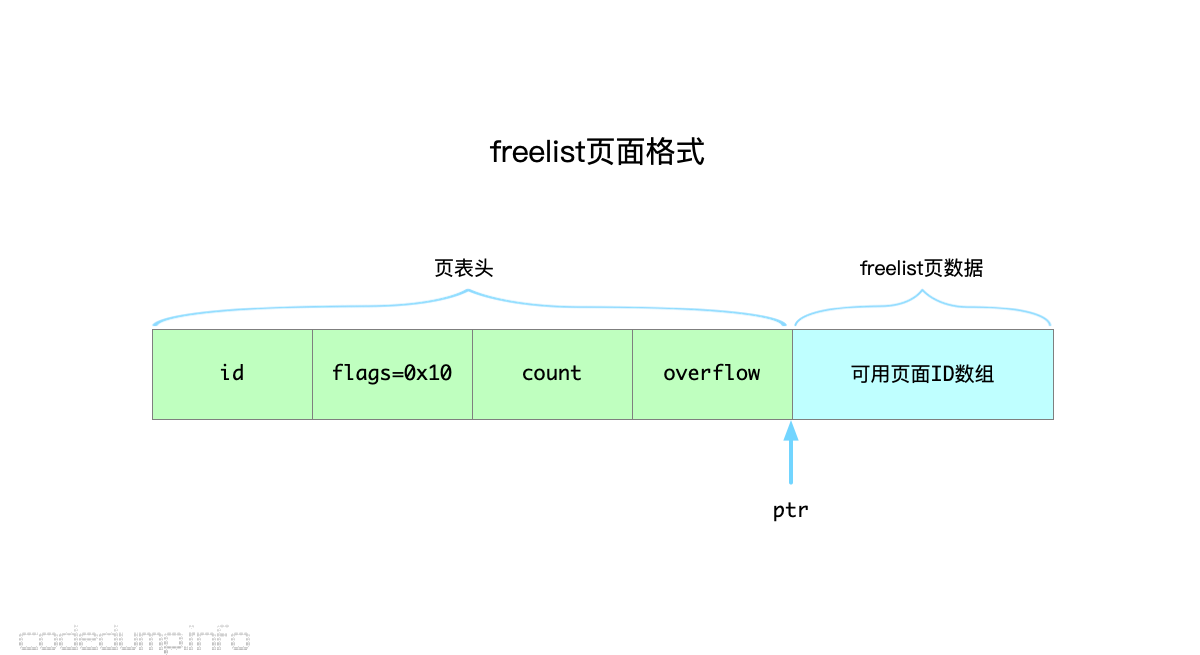 freelist页面格式
页表头
freelist页数据
id
flags=0x10
count
overflow
可用页面ID数组
ptr
codedump.info